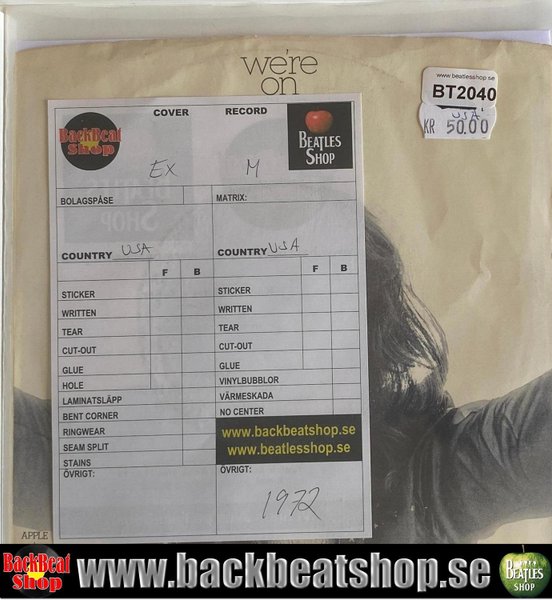 we're
on
www.beatlesshop.se
BT2040
USA
KR 50.00
BackBeat
Shop
COVER RECORD
BEATLES
SHOP
EX M
BOLAGSPÅSE MATRIX:
COUNTRY USA COUNTRY USA
F B F B
STICKER STICKER
WRITTEN WRITTEN
TEAR TEAR
CUT-OUT CUT-OUT
GLUE GLUE
HOLE VINYLBUBBLOR
LAMINATSLÄPP VÄRMESKADA
BENT CORNER NO CENTER
RINGWEAR www.backbeatshop.se
SEAM SPLIT www.beatlesshop.se
STAINS
ÖVRIGT: ÖVRIGT:
1972
APPLE
BackBeat
Shop
www.backbeatshop.se
BEATLES
SHOP